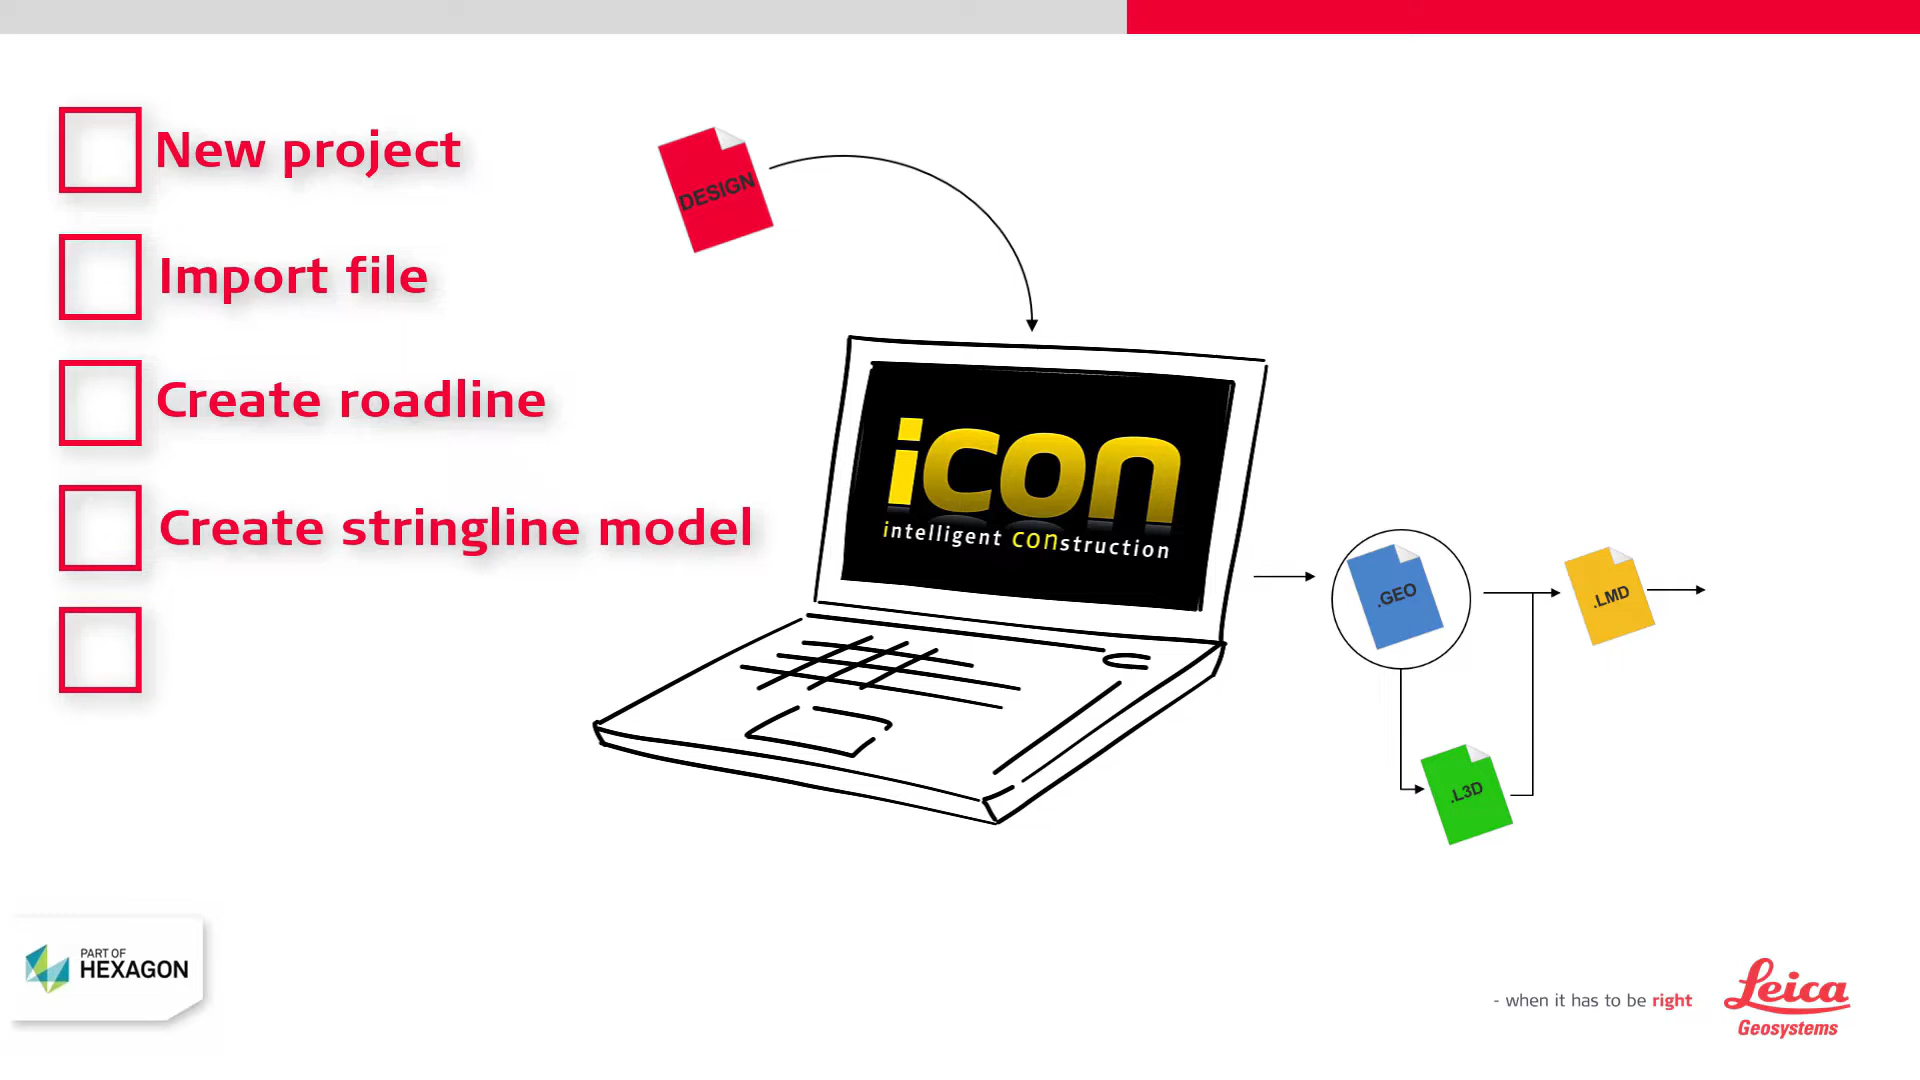 New project
Import file
Create roadline
Create stringline model
DESIGN
icon
intelligent construction
.GEO
.LMD
.L3D
PART OF
HEXAGON
- when it has to be right
Leica
Geosystems